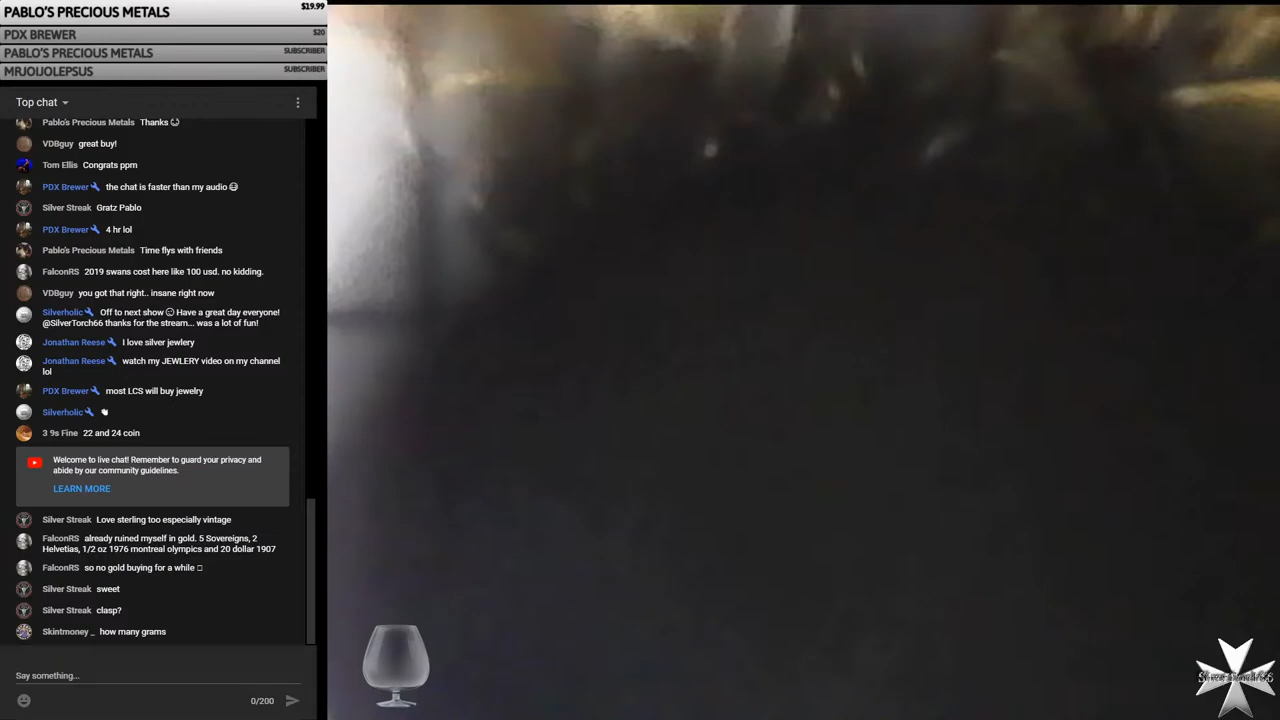 PABLO'S PRECIOUS METALS $19.99
PDX BREWER $20
PABLO'S PRECIOUS METALS SUBSCRIBER
MRJOIJOLEPSUS SUBSCRIBER
Top chat
Pablo's Precious Metals Thanks
VDBguy great buy!
Tom Ellis Congrats ppm
PDX Brewer the chat is faster than my audio
Silver Streak Gratz Pablo
PDX Brewer 4 hr lol
Pablo's Precious Metals Time flys with friends
FalconRS 2019 swans cost here like 100 usd. no kidding.
VDBguy you got that right.. insane right now
Silverholic Off to next show Have a great day everyone!
@SilverTorch66 thanks for the stream... was a lot of fun!
Jonathan Reese I love silver jewlery
Jonathan Reese watch my JEWLERY video on my channel
lol
PDX Brewer most LCS will buy jewelry
Silverholic
3 9s Fine 22 and 24 coin
Welcome to live chat! Remember to guard your privacy and
abide by our community guidelines.
LEARN MORE
Silver Streak Love sterling too especially vintage
FalconRS already ruined myself in gold. 5 Sovereigns, 2
Helvetias, 1/2 oz 1976 montreal olympics and 20 dollar 1907
FalconRS so no gold buying for a while
Silver Streak sweet
Silver Streak clasp?
Skintmoney _ how many grams
Say something...
0/200